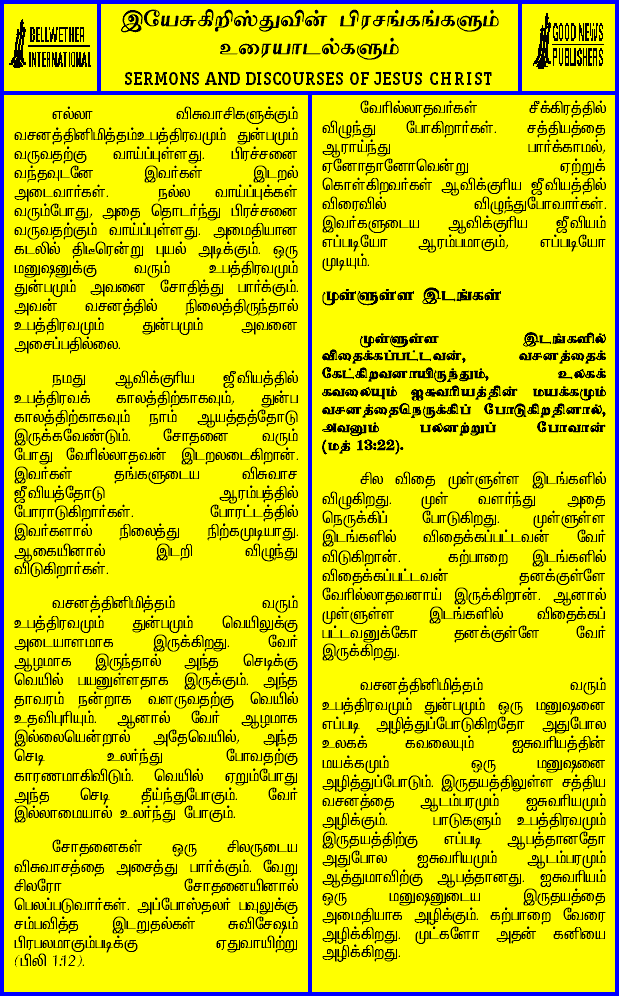 BELLWETHER
INTERNATIONAL
இயேசுகிறிஸ்துவின் பிரசங்கங்களும்
உரையாடல்களும்
SERMONS AND DISCOURSES OF JESUS CHRIST
GOOD NEWS
PUBLISHERS
எல்லா விசுவாசிகளுக்கும்
வசனத்தினிமித்தம்உபத்திரவமும் துன்பமும்
வருவதற்கு வாய்ப்புள்ளது. பிரச்சனை
வந்தவுடனே இவர்கள் இடறல்
அடைவார்கள். நல்ல வாய்ப்புக்கள்
வரும்போது, அதை தொடர்ந்து பிரச்சனை
வருவதற்கும் வாய்ப்புள்ளது. அமைதியான
கடலில் திடீரென்று புயல் அடிக்கும். ஒரு
மனுஷனுக்கு வரும் உபத்திரவமும்
துன்பமும் அவனை சோதித்து பார்க்கும்.
அவன் வசனத்தில் நிலைத்திருந்தால்
உபத்திரவமும் துன்பமும் அவனை
அசைப்பதில்லை.
நமது ஆவிக்குரிய ஜீவியத்தில்
உபத்திரவக் காலத்திற்காகவும், துன்ப
காலத்திற்காகவும் நாம் ஆயத்தத்தோடு
இருக்கவேண்டும். சோதனை வரும்
போது வேரில்லாதவன் இடறலடைகிறான்.
இவர்கள் தங்களுடைய விசுவாச
ஜீவியத்தோடு ஆரம்பத்தில்
போராடுகிறார்கள். போரட்டத்தில்
இவர்களால் நிலைத்து நிற்கமுடியாது.
ஆகையினால் இடறி விழுந்து
விடுகிறார்கள்.
வசனத்தினிமித்தம் வரும்
உபத்திரவமும் துன்பமும் வெயிலுக்கு
அடையாளமாக இருக்கிறது. வேர்
ஆழமாக இருந்தால் அந்த செடிக்கு
வெயில் பயனுள்ளதாக இருக்கும். அந்த
தாவரம் நன்றாக வளருவதற்கு வெயில்
உதவிபுரியும். ஆனால் வேர் ஆழமாக
இல்லையென்றால் அதேவெயில், அந்த
செடி உலர்ந்து போவதற்கு
காரணமாகிவிடும். வெயில் ஏறும்போது
அந்த செடி தீய்ந்துபோகும். வேர்
இல்லாமையால் உலர்ந்து போகும்.
சோதனைகள் ஒரு சிலருடைய
விசுவாசத்தை அசைத்து பார்க்கும். வேறு
சிலரோ சோதனையினால்
பெலப்படுவார்கள். அப்போஸ்தலர் பவுலுக்கு
சம்பவித்த இடறுதல்கள் சுவிசேஷம்
பிரபலமாகும்படிக்கு ஏதுவாயிற்று
(பிலி 1:12).
வேரில்லாதவர்கள் சீக்கிரத்தில்
விழுந்து போகிறார்கள். சத்தியத்தை
ஆராய்ந்து பார்க்காமல்,
ஏனோதானோவென்று ஏற்றுக்
கொள்கிறவர்கள் ஆவிக்குரிய ஜீவியத்தில்
விரைவில் விழுந்துபோவார்கள்.
இவர்களுடைய ஆவிக்குரிய ஜீவியம்
எப்படியோ ஆரம்பமாகும், எப்படியோ
முடியும்.
முள்ளுள்ள இடங்கள்
முள்ளுள்ள இடங்களில்
விதைக்கப்பட்டவன், வசனத்தைக்
கேட்கிறவனாயிருந்தும், உலகக்
கவலையும் ஐசுவரியத்தின் மயக்கமும்
வசனத்தைநெருக்கிப் போடுகிறதினால்,
அவனும் பலனற்றுப் போவான்
(மத் 13:22).
சில விதை முள்ளுள்ள இடங்களில்
விழுகிறது. முள் வளர்ந்து அதை
நெருக்கிப் போடுகிறது. முள்ளுள்ள
இடங்களில் விதைக்கப்பட்டவன் வேர்
விடுகிறான். கற்பாறை இடங்களில்
விதைக்கப்பட்டவன் தனக்குள்ளே
வேரில்லாதவனாய் இருக்கிறான். ஆனால்
முள்ளுள்ள இடங்களில் விதைக்கப்
பட்டவனுக்கோ தனக்குள்ளே வேர்
இருக்கிறது.
வசனத்தினிமித்தம் வரும்
உபத்திரவமும் துன்பமும் ஒரு மனுஷனை
எப்படி அழித்துப்போடுகிறதோ அதுபோல
உலகக் கவலையும் ஐசுவரியத்தின்
மயக்கமும் ஒரு மனுஷனை
அழித்துப்போடும். இருதயத்திலுள்ள சத்திய
வசனத்தை ஆடம்பரமும் ஐசுவரியமும்
அழிக்கும். பாடுகளும் உபத்திரவமும்
இருதயத்திற்கு எப்படி ஆபத்தானதோ
அதுபோல ஐசுவரியமும் ஆடம்பரமும்
ஆத்துமாவிற்கு ஆபத்தானது. ஐசுவரியம்
ஒரு மனுஷனுடைய இருதயத்தை
அமைதியாக அழிக்கும். கற்பாறை வேரை
அழிக்கிறது. முட்களோ அதன் கனியை
அழிக்கிறது.